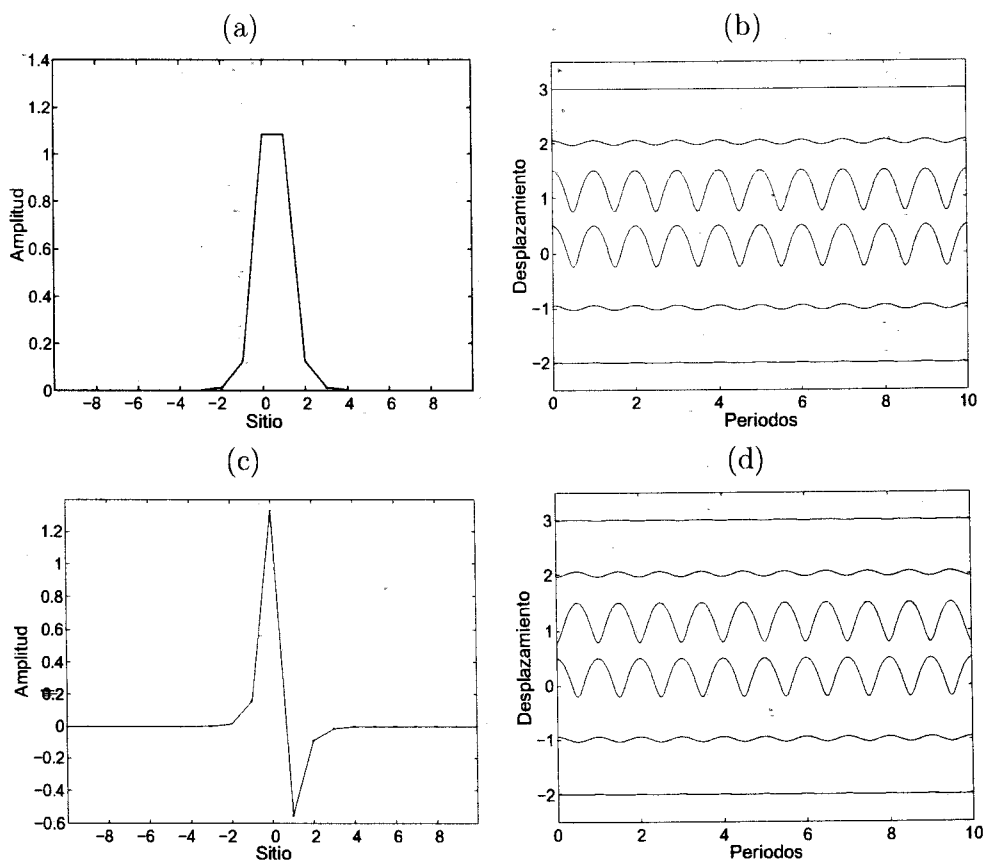 (a)
1.4
1.2
1
0.8
0.6
0.4
0.2
0
Amplitud
−8 −6 −4 −2 0 2 4 6 8
Sitio
(b)
3
2
1
0
−1
−2
Desplazamiento
0 2 4 6 8 10
Periodos
(c)
1.2
1
0.8
0.6
0.4
0.2
0
−0.2
−0.4
−0.6
Amplitud
−8 −6 −4 −2 0 2 4 6 8
Sitio
(d)
3
2
1
0
−1
−2
Desplazamiento
0 2 4 6 8 10
Periodos